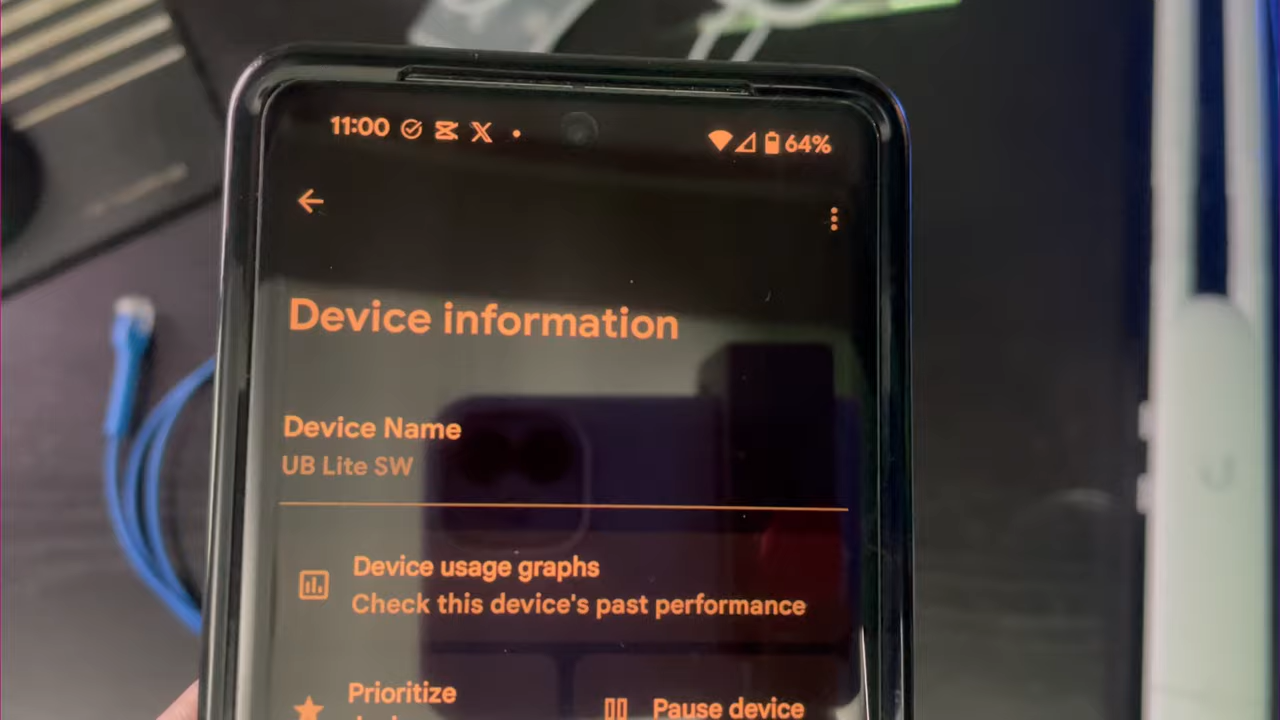 11:00
64%
Device information
Device Name
UB Lite SW
Device usage graphs
Check this device's past performance
Prioritize
Pause device